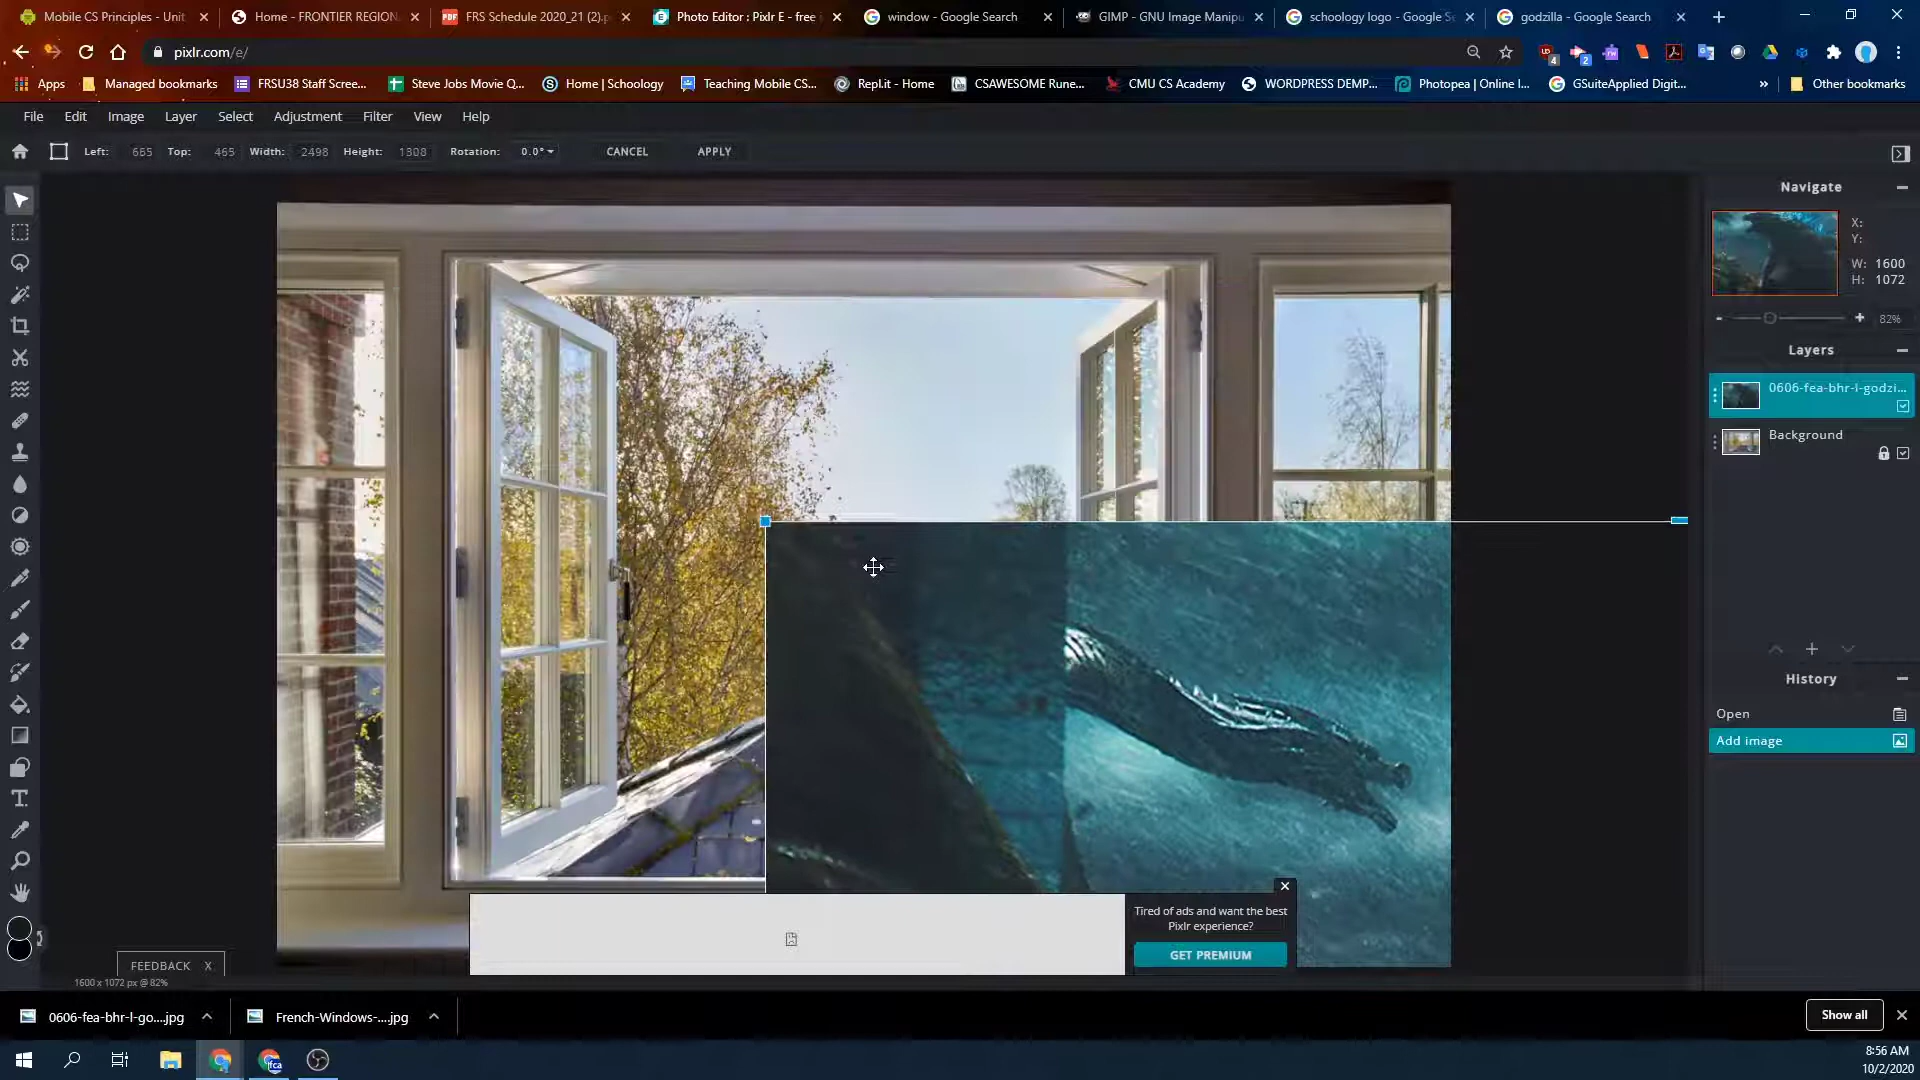 Mobile CS Principles - Unit
Home - FRONTIER REGION
FRS Schedule 2020_21 (2).p
Photo Editor : Pixlr E - free
window - Google Search
GIMP - GNU Image Manipu
schoology logo - Google Se
godzilla - Google Search
pixlr.com/e/
Apps
Managed bookmarks
FRSU38 Staff Scree...
Steve Jobs Movie Q...
Home | Schoology
Teaching Mobile CS...
Repl.it - Home
CSAWESOME Rune...
CMU CS Academy
WORDPRESS DEMP...
Photopea | Online I...
GSuiteApplied Digit...
Other bookmarks
File Edit Image Layer Select Adjustment Filter View Help
Left: 665 Top: 465 Width: 2498 Height: 1308 Rotation: 0.0° CANCEL APPLY
Navigate
X:
Y:
W: 1600
H: 1072
82%
Layers
0606-fea-bhr-l-godzi...
Background
History
Open
Add image
Tired of ads and want the best
Pixlr experience?
GET PREMIUM
FEEDBACK X
1600 x 1072 px @ 82%
0606-fea-bhr-l-go....jpg
French-Windows-....jpg
Show all
8:56 AM
10/2/2020